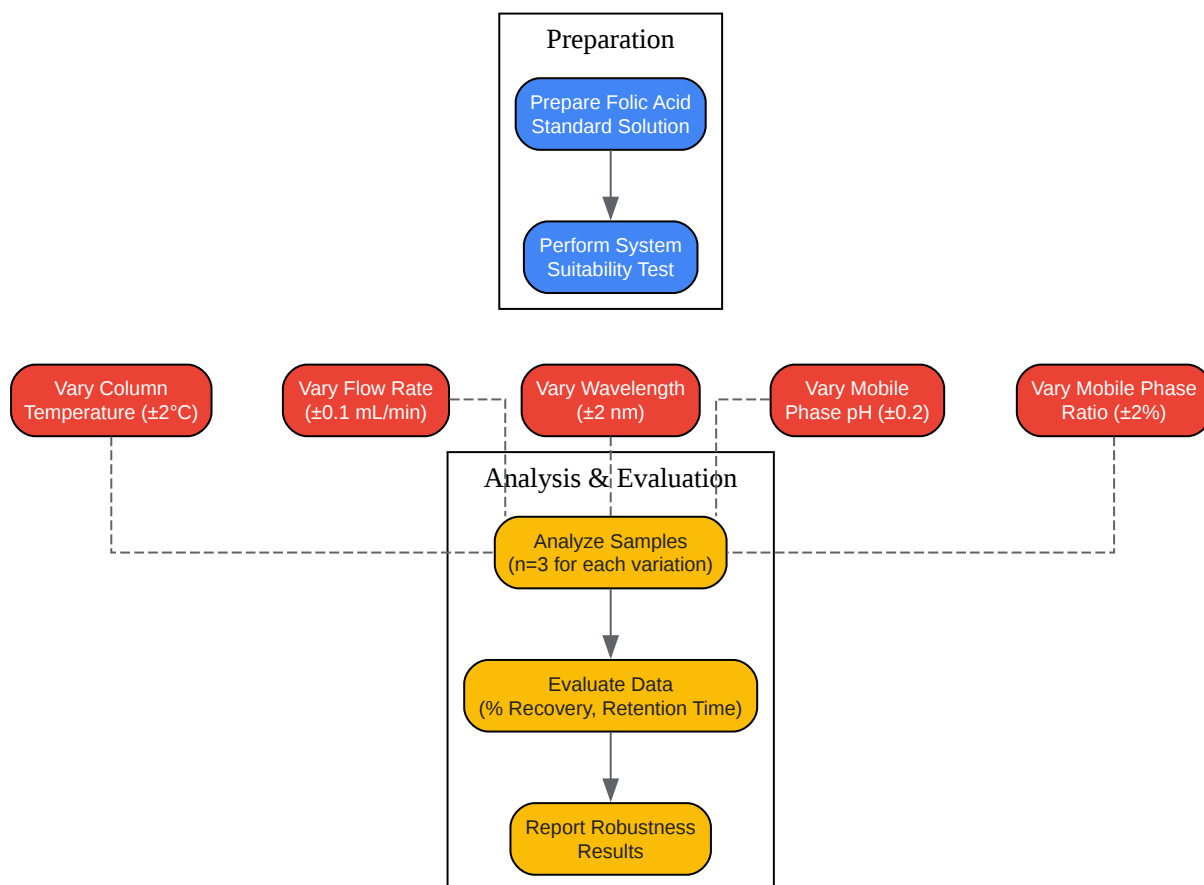 Preparation
Prepare Folic Acid
Standard Solution
Perform System
Suitability Test
Vary Column
Temperature (±2°C)
Vary Flow Rate
(±0.1 mL/min)
Vary Wavelength
(±2 nm)
Vary Mobile
Phase pH (±0.2)
Vary Mobile Phase
Ratio (±2%)
Analysis & Evaluation
Analyze Samples
(n=3 for each variation)
Evaluate Data
(% Recovery, Retention Time)
Report Robustness
Results